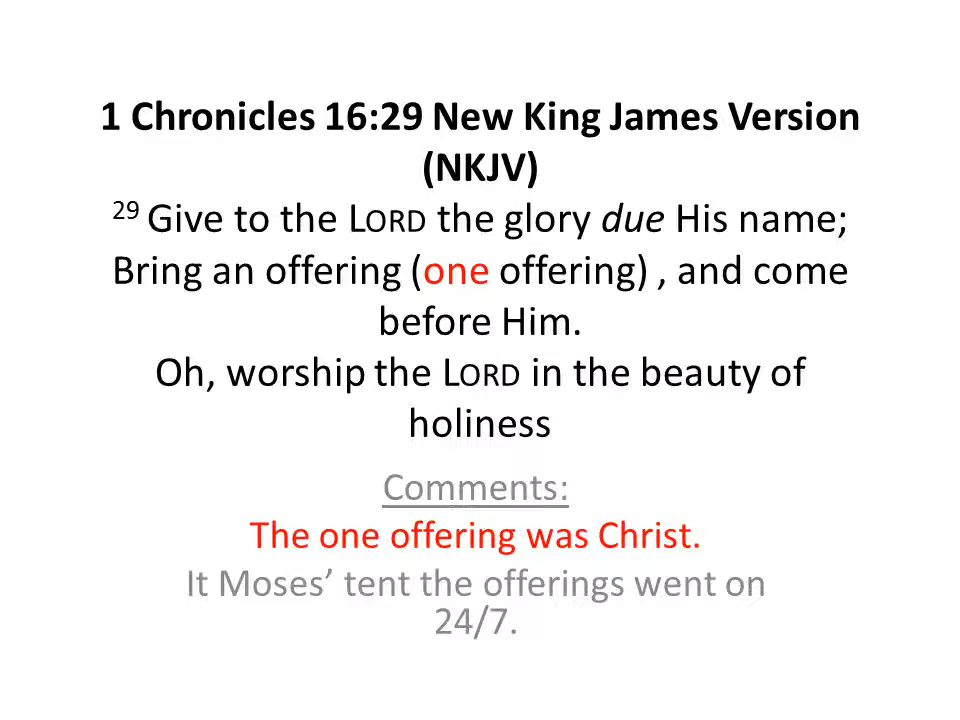 1 Chronicles 16:29 New King James Version
(NKJV)
29 Give to the LORD the glory due His name;
Bring an offering (one offering) , and come
before Him.
Oh, worship the LORD in the beauty of
holiness
Comments:
The one offering was Christ.
It Moses’ tent the offerings went on
24/7.